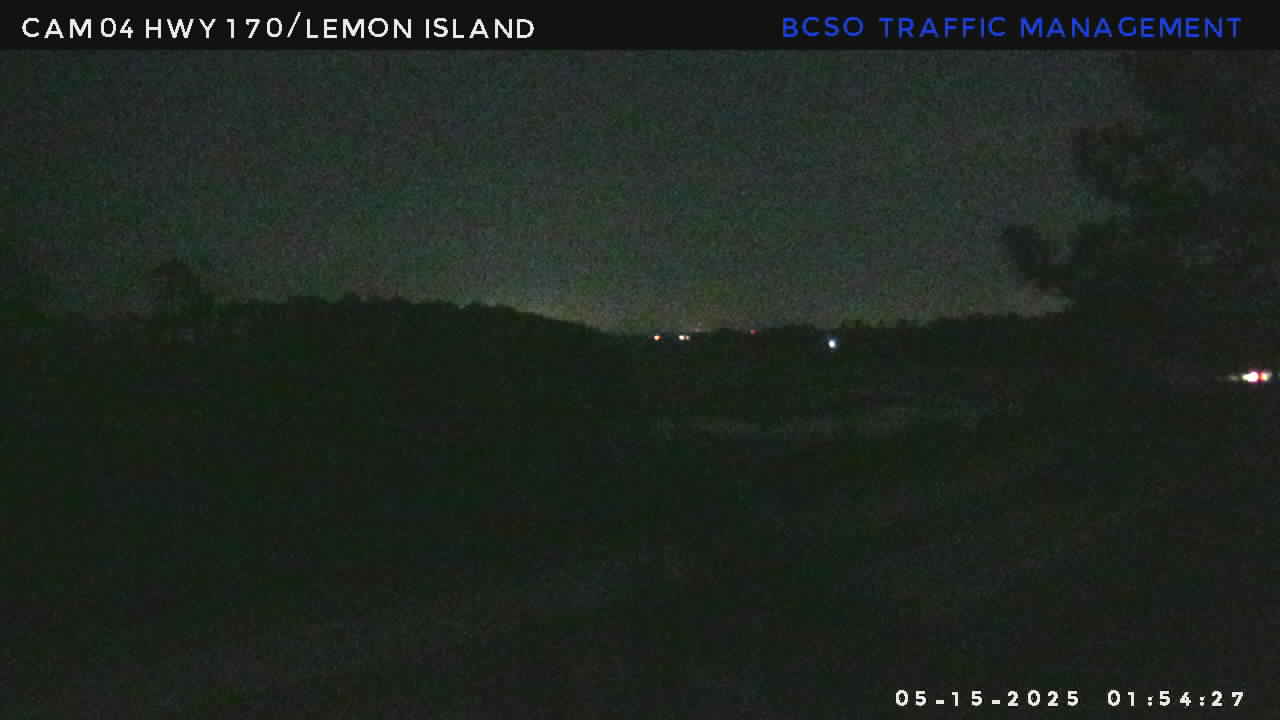 CAM04 HWY 170/LEMON ISLAND
BCSO TRAFFIC MANAGEMENT
05-15-2025 01:54:27